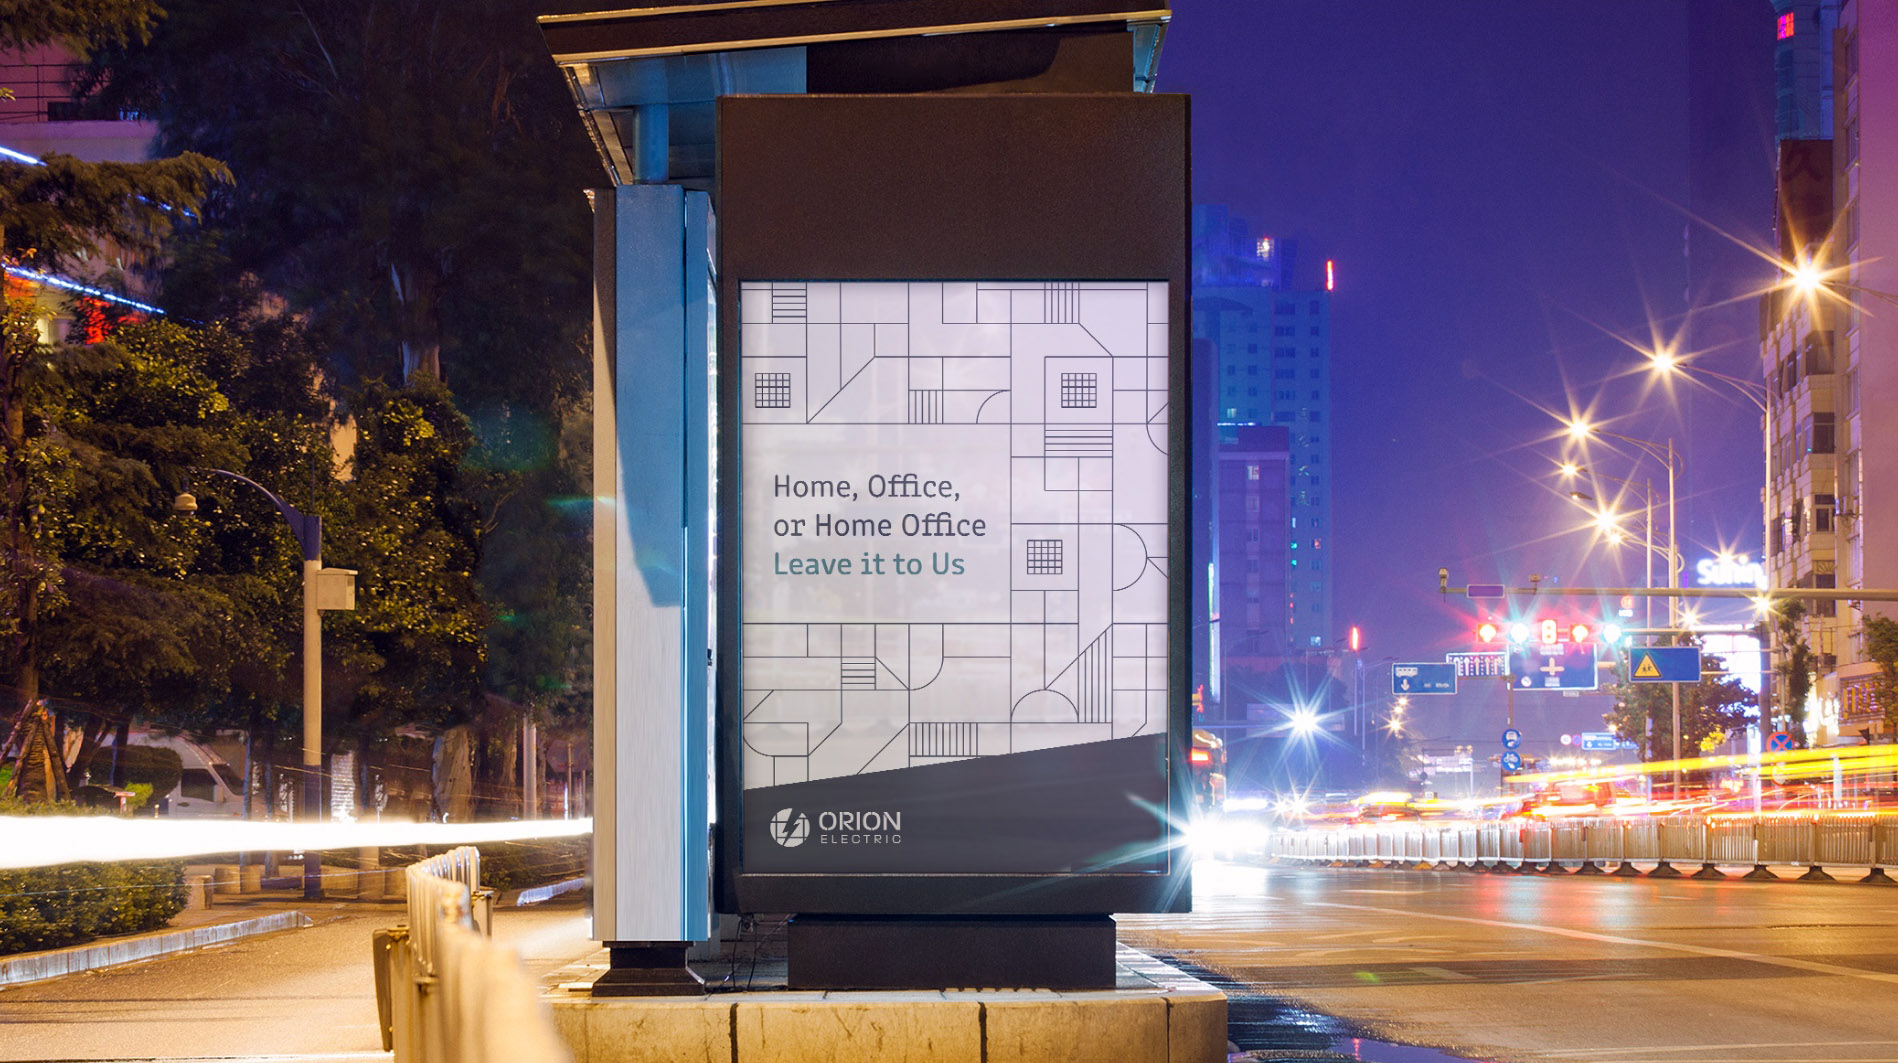 Home, Office,
or Home Office
Leave it to Us
ORION
ELECTRIC